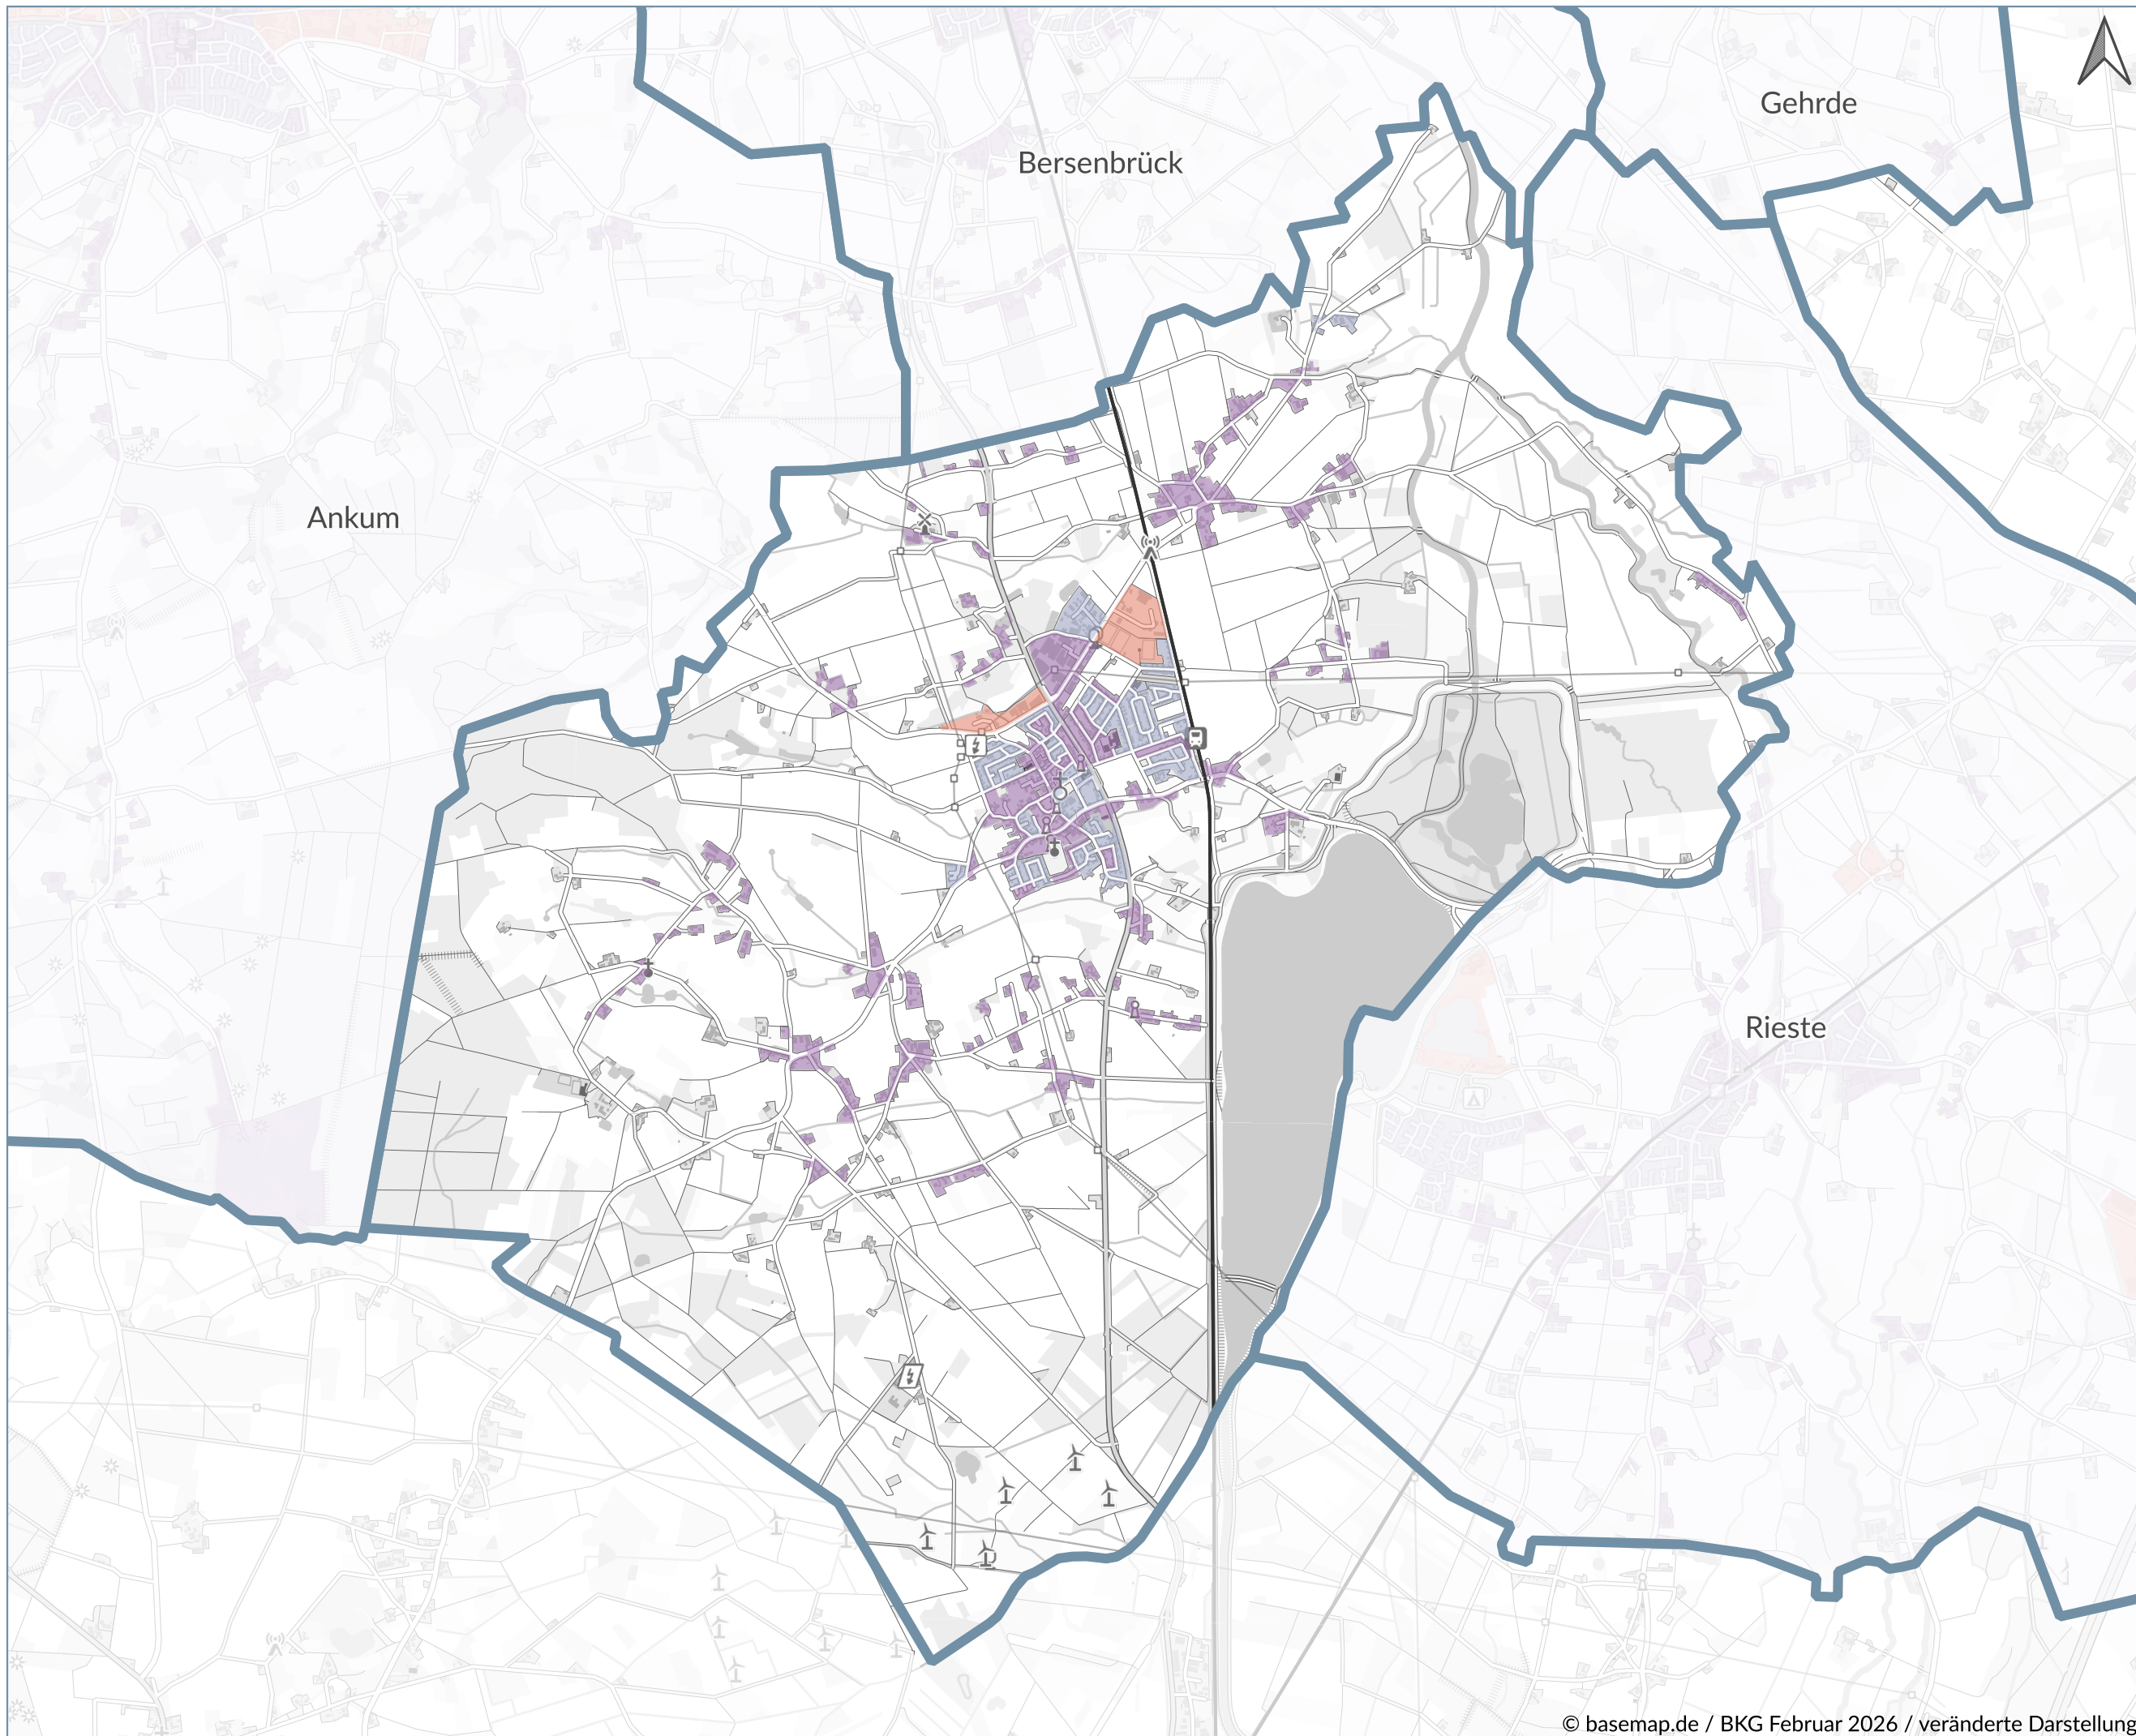 Gehrde
Bersenbrück
Ankum
Rieste
© basemap.de / BKG Februar 2026 / veränderte Darstellung